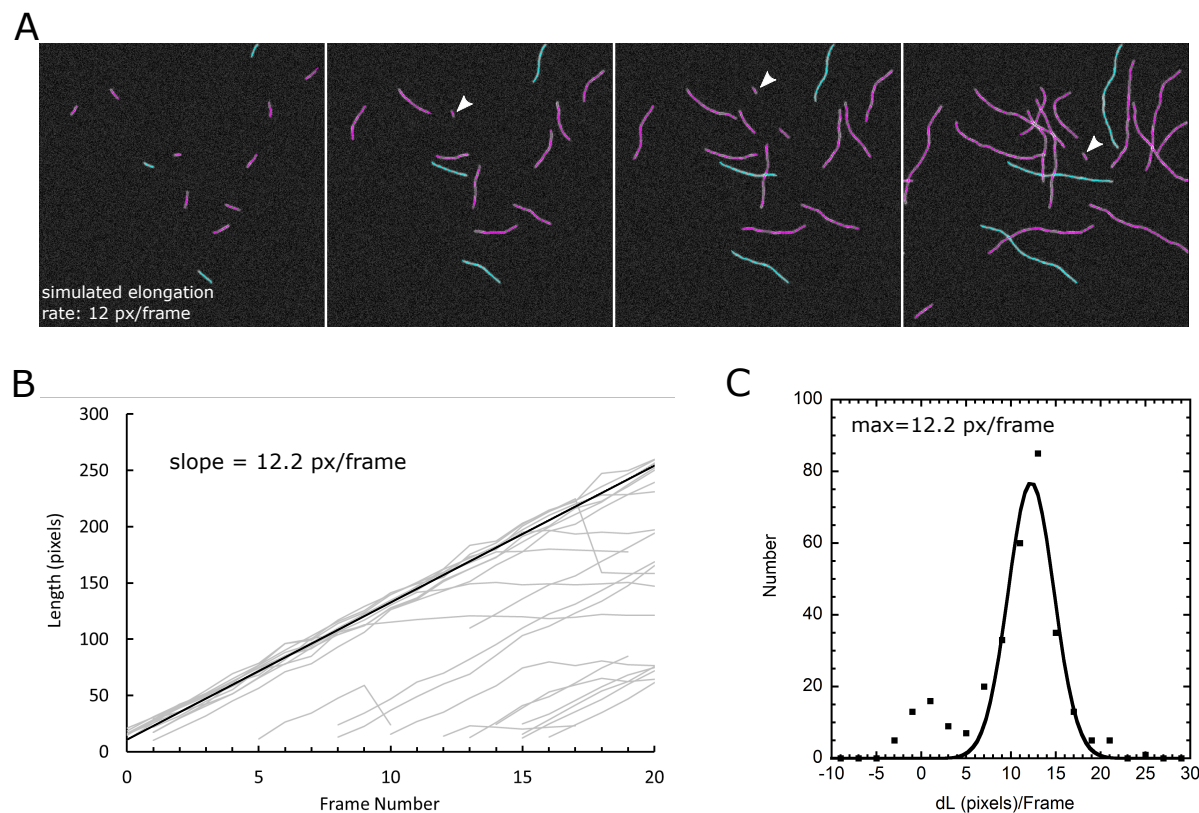 A
simulated elongation
rate: 12 px/frame
B
slope = 12.2 px/frame
300
250
200
150
100
50
0
0
5
10
15
20
Length (pixels)
Frame Number
C
max=12.2 px/frame
100
80
60
40
20
0
-10
-5
0
5
10
15
20
25
30
Number
dL (pixels)/Frame